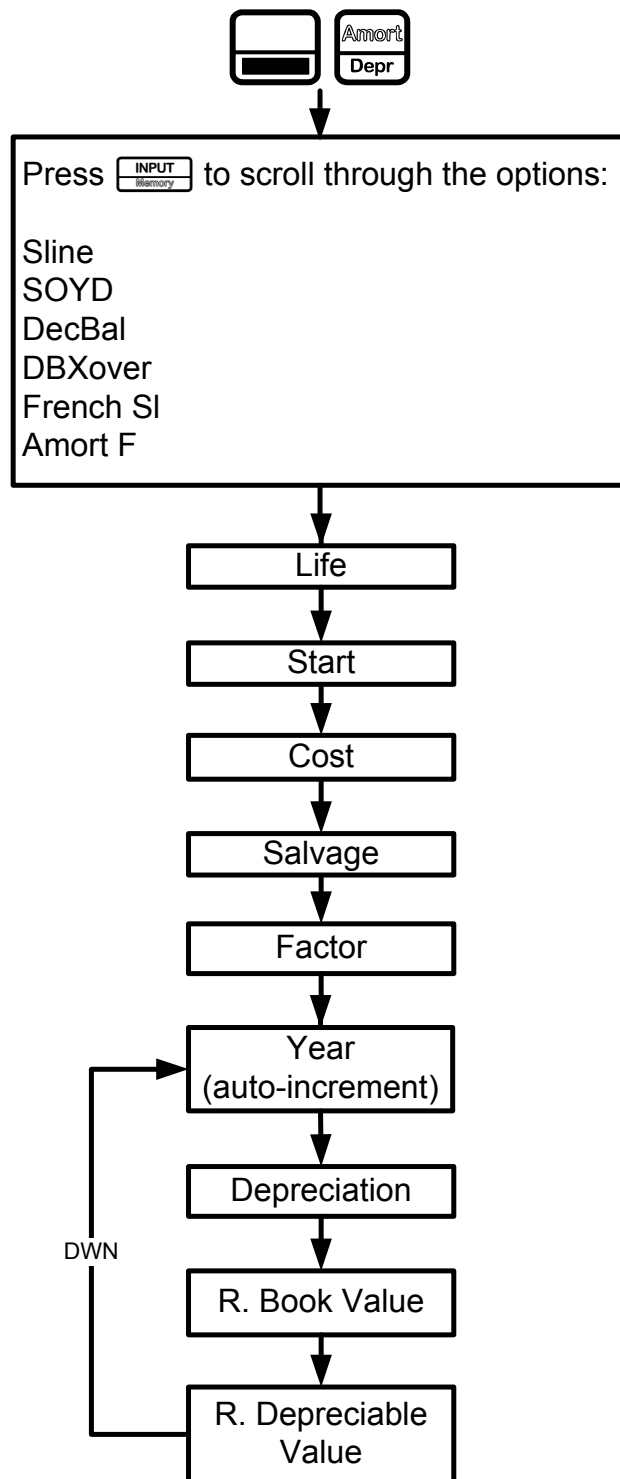 Amort
Depr
Press INPUT Memory to scroll through the options:
Sline
SOYD
DecBal
DBXover
French Sl
Amort F
Life
Start
Cost
Salvage
Factor
Year
(auto-increment)
Depreciation
DWN
R. Book Value
R. Depreciable
Value